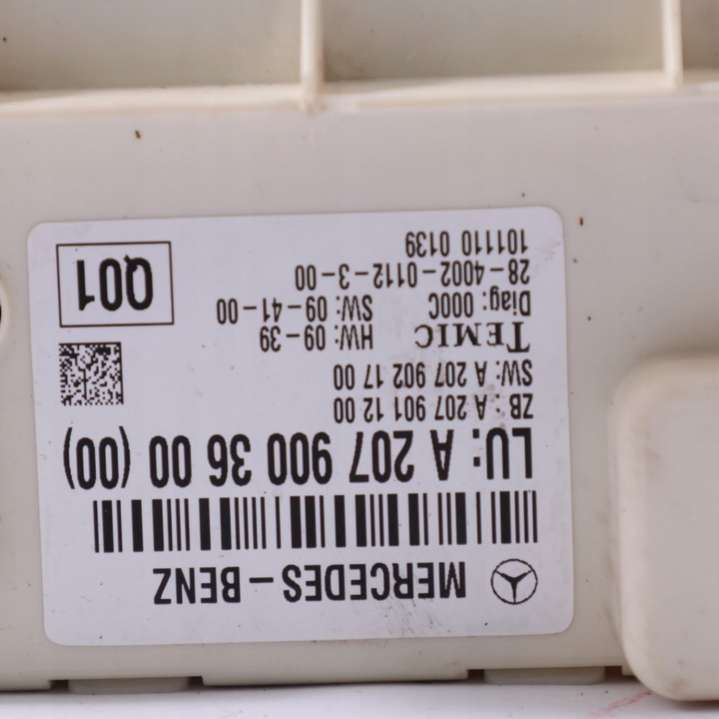 MERCEDES-BENZ
LU: A 207 900 36 00 (00)
ZB: A 207 901 12 00
SW: A 207 902 17 00
TEMIC HW: 09-39
Diag: 000C SW: 09-41-00
28-4002-0112-3-00
101110 0139
Q01